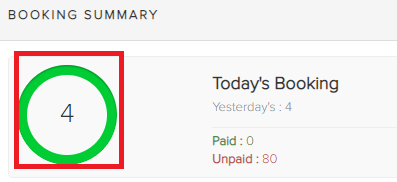 BOOKING SUMMARY
4
Today's Booking
Yesterday's : 4
Paid : 0
Unpaid : 80